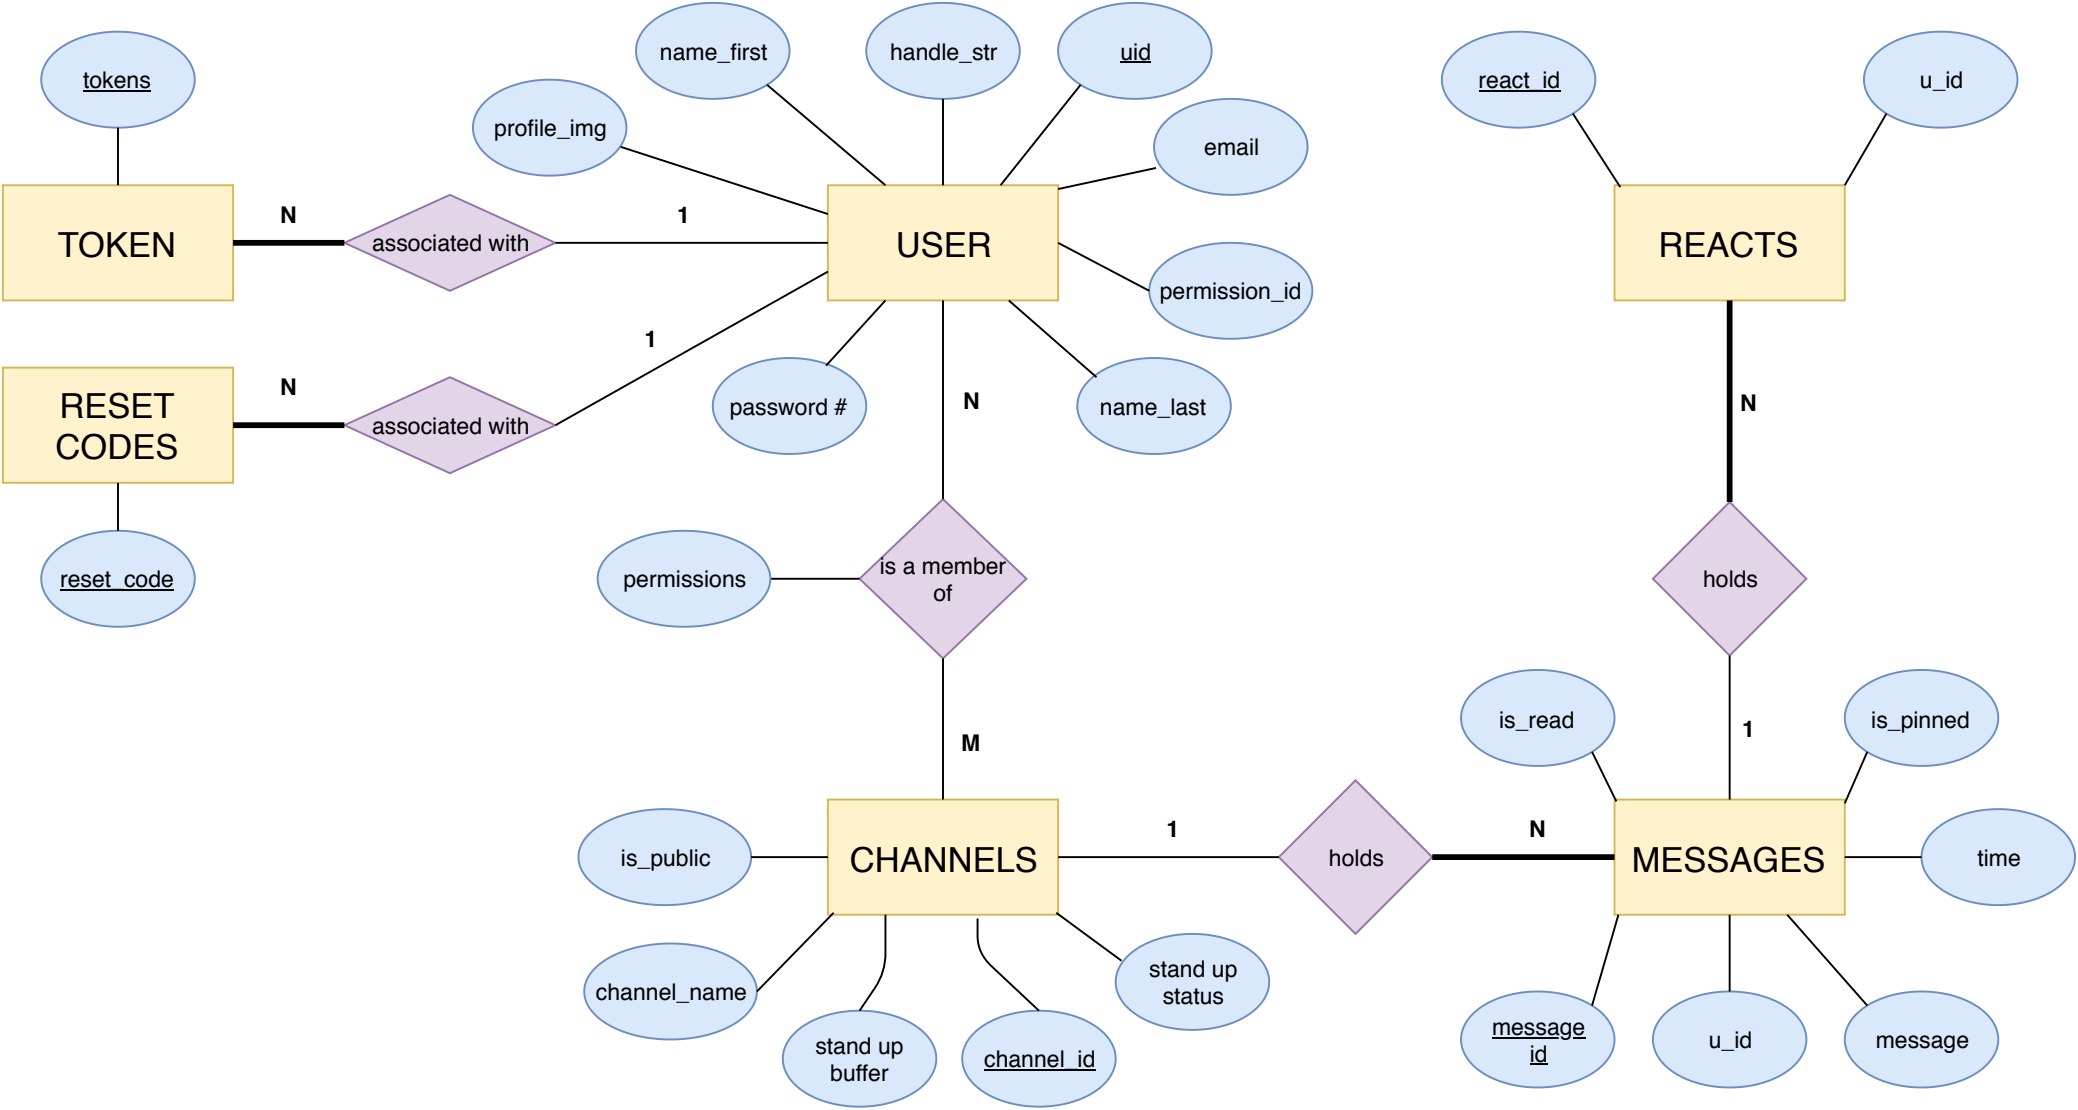 name_first
handle_str
uid
tokens
react_id
u_id
profile_img
email
N
1
TOKEN
associated with
USER
REACTS
permission_id
1
N
RESET
CODES
associated with
password #
N
name_last
N
reset_code
permissions
is a member
of
holds
is_read
is_pinned
M
1
1
N
is_public
CHANNELS
holds
MESSAGES
time
channel_name
stand up
status
stand up
buffer
channel_id
message
id
u_id
message